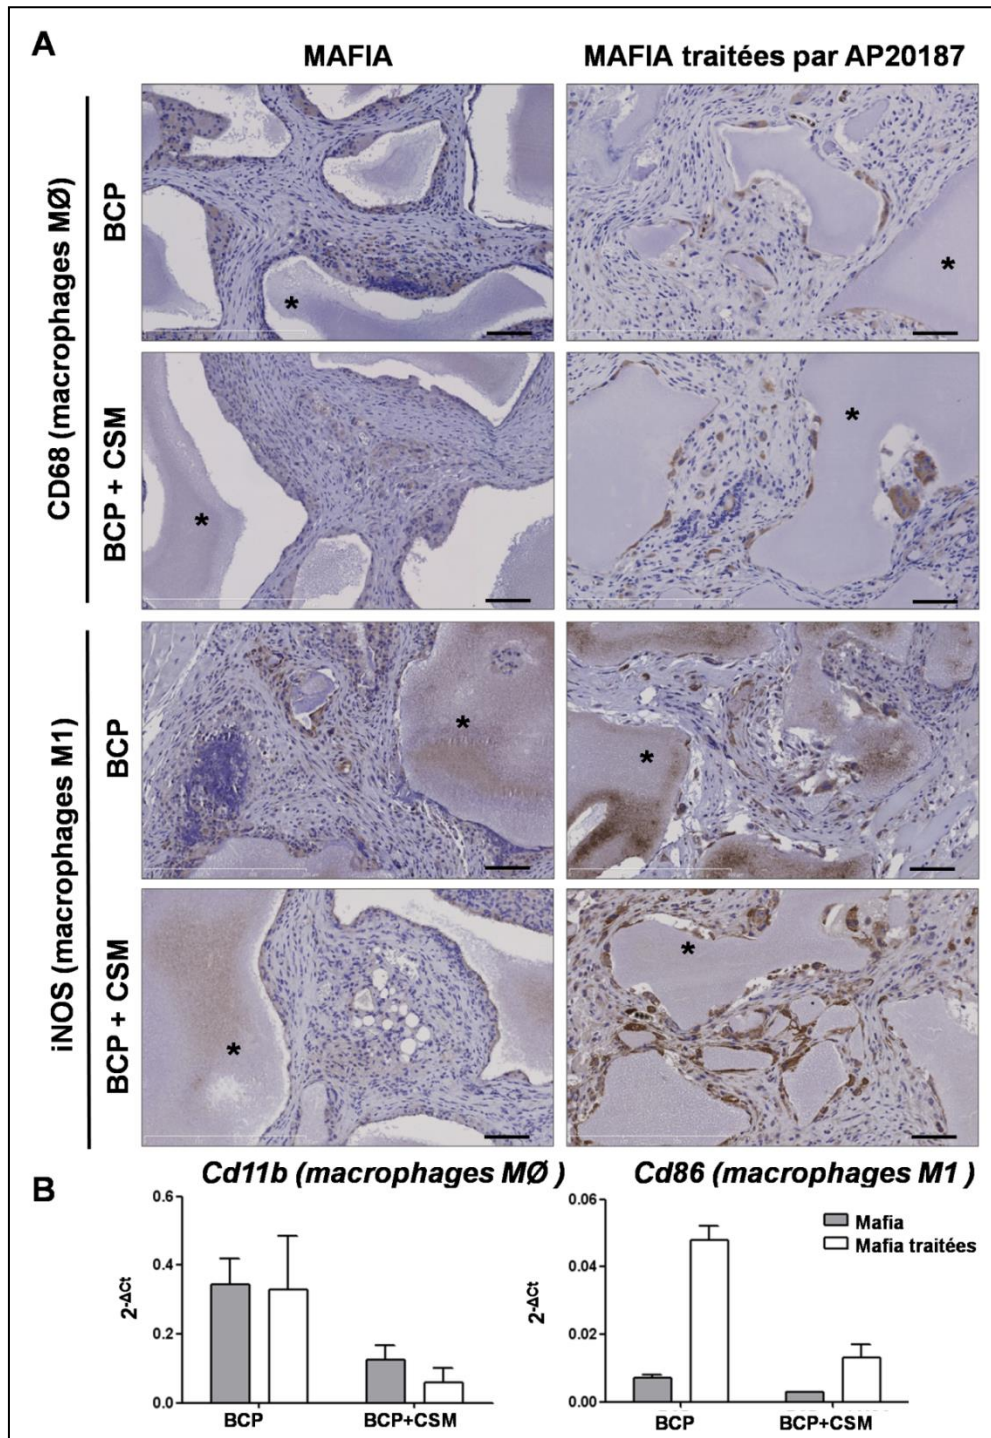 A
MAFIA
MAFIA traitées par AP20187
CD68 (macrophages MØ)
BCP
*
*
BCP + CSM
*
*
iNOS (macrophages M1)
BCP
*
*
BCP + CSM
*
*
B
Cd11b (macrophages MØ )
Cd86 (macrophages M1 )
2-ΔCt
0.6
0.4
0.2
0.0
BCP
BCP+CSM
2-ΔCt
0.06
0.04
0.02
0.00
BCP
BCP+CSM
Mafia
Mafia traitées